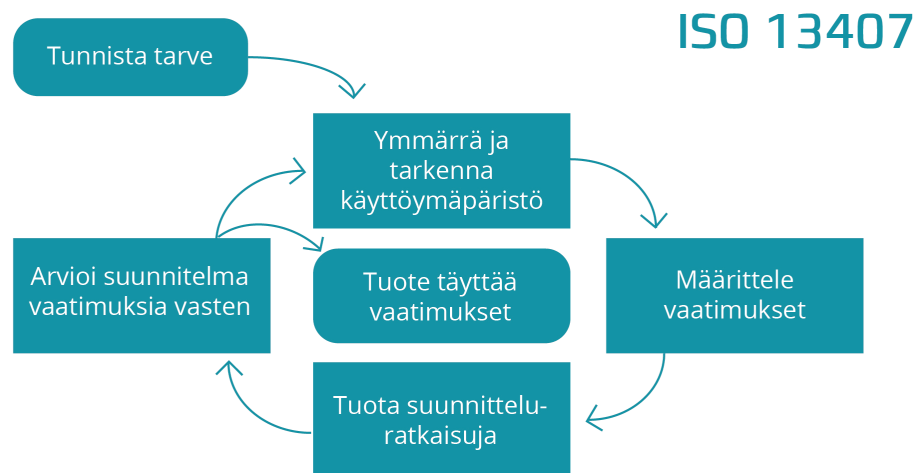 ISO 13407
Tunnista tarve
Ymmärrä ja
tarkenna
käyttöymäpäristö
Määrittele
vaatimukset
Tuota suunnittelu-
ratkaisuja
Arvioi suunnitelma
vaatimuksia vasten
Tuote täyttää
vaatimukset